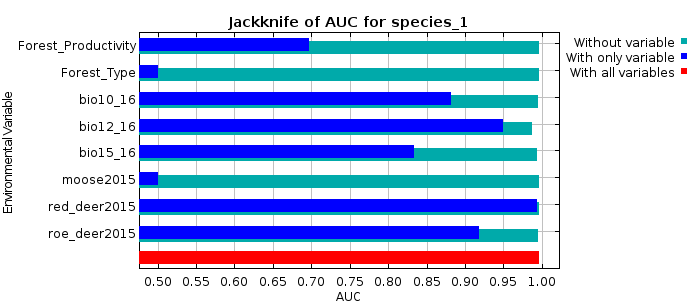 Jackknife of AUC for species_1
Forest_Productivity
Forest_Type
bio10_16
bio12_16
bio15_16
moose2015
red_deer2015
roe_deer2015
Environmental Variable
Without variable
With only variable
With all variables
0.50 0.55 0.60 0.65 0.70 0.75 0.80 0.85 0.90 0.95 1.00
AUC